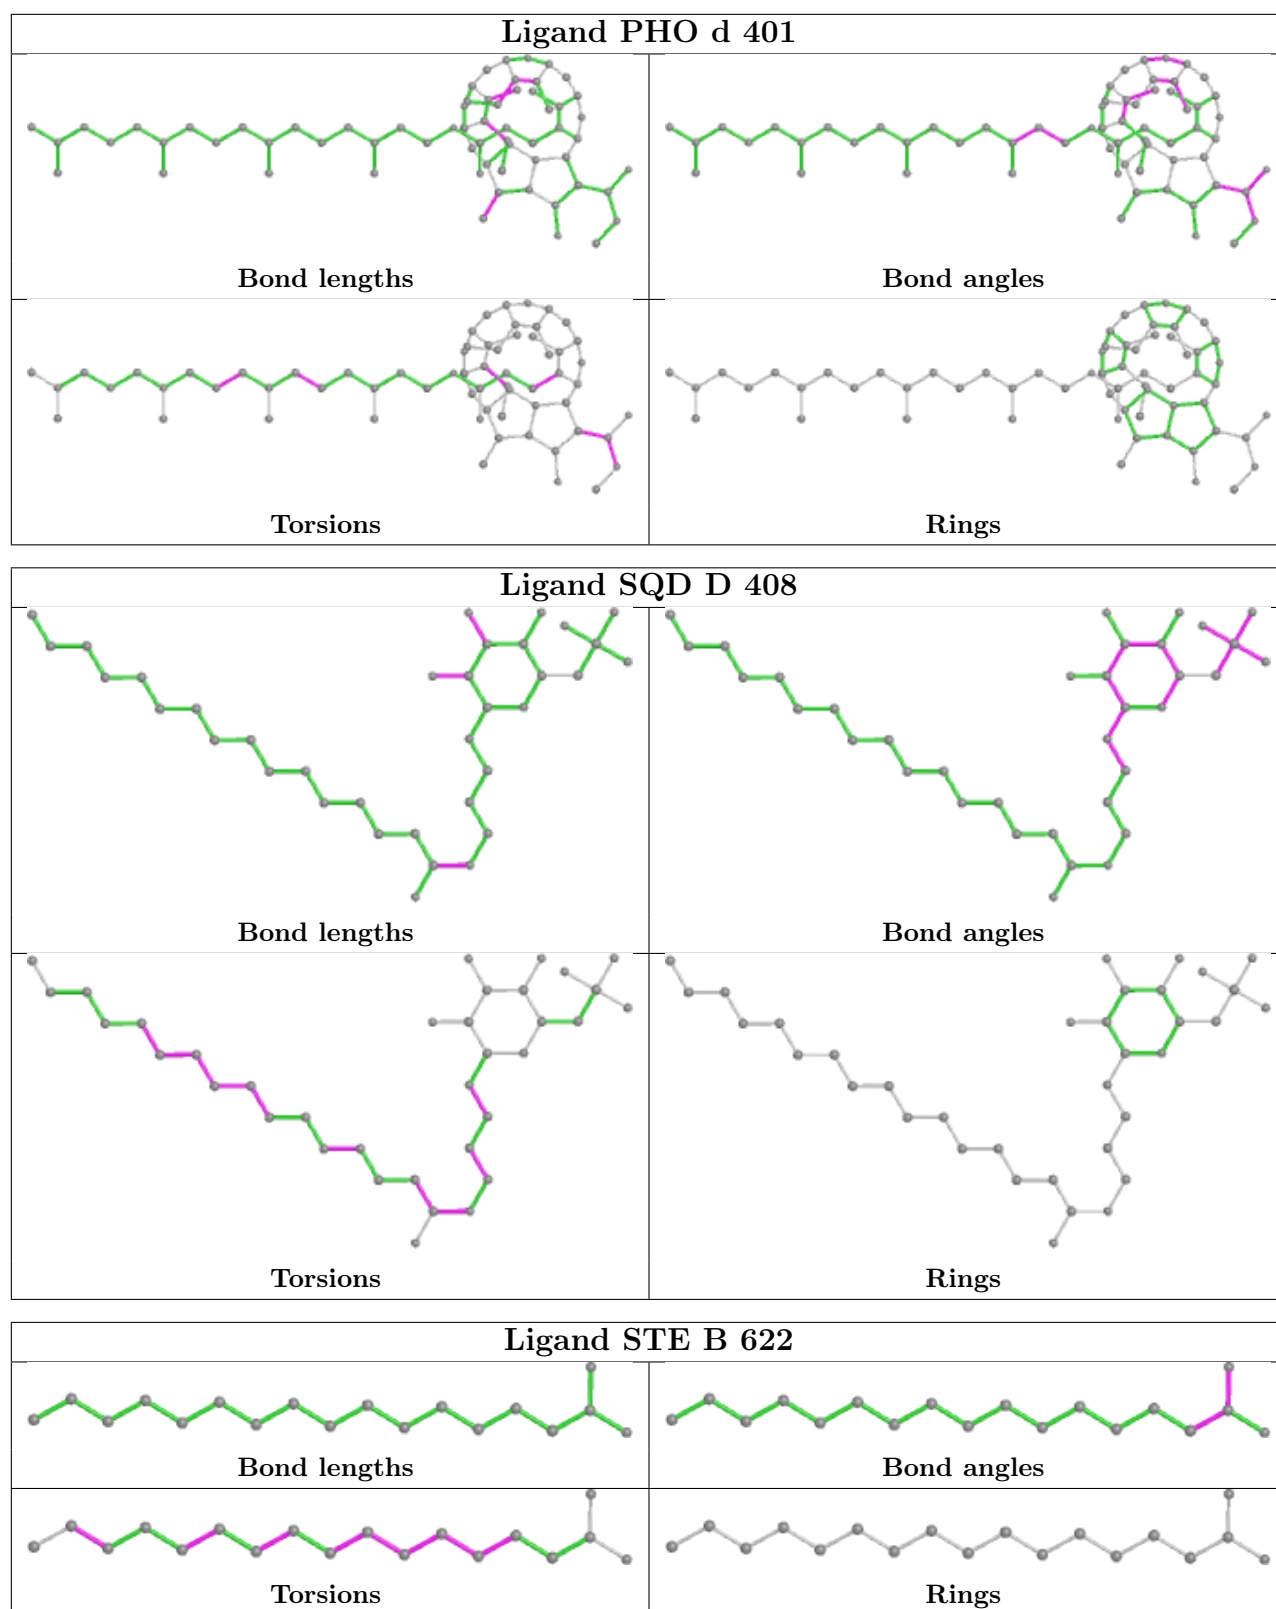 Ligand PHO d 401
Bond lengths
Bond angles
Torsions
Rings
Ligand SQD D 408
Bond lengths
Bond angles
Torsions
Rings
Ligand STE B 622
Bond lengths
Bond angles
Torsions
Rings